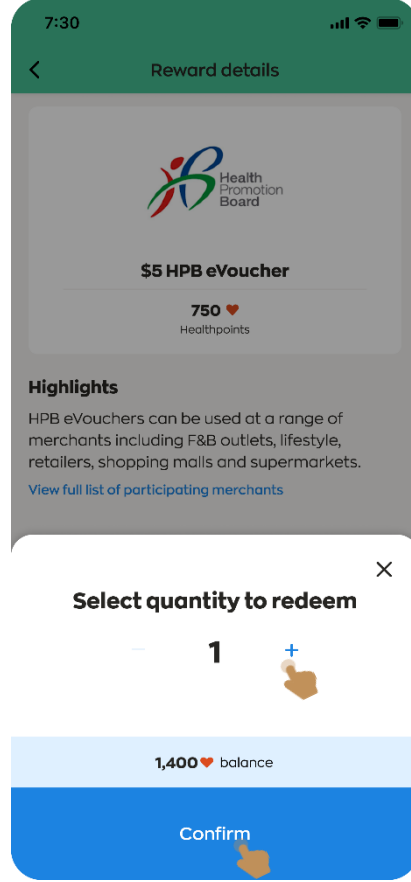 7:30
Reward details
Health
Promotion
Board
$5 HPB eVoucher
750
Healthpoints
Highlights
HPB eVouchers can be used at a range of
merchants including F&B outlets, lifestyle,
retailers, shopping malls and supermarkets.
View full list of participating merchants
Select quantity to redeem
− 1 +
1,400 balance
Confirm